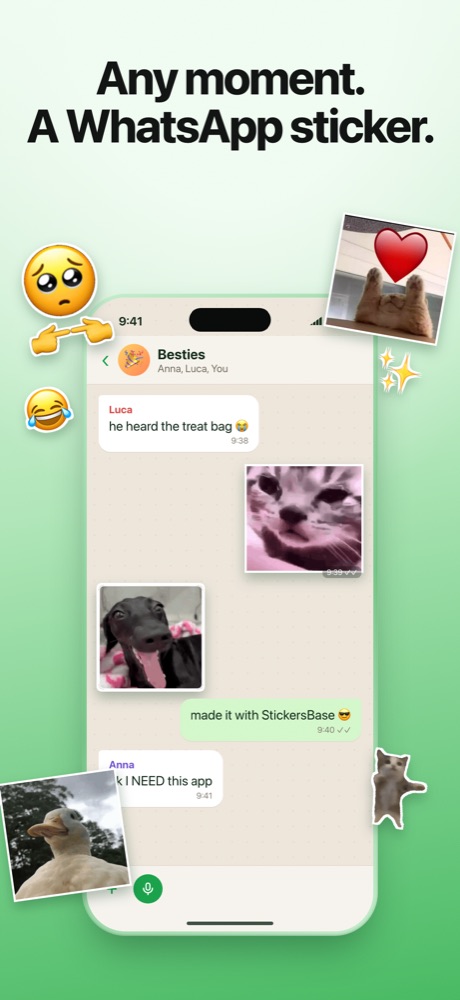 Any moment.
A WhatsApp sticker.
9:41
Besties
Anna, Luca, You
Luca
he heard the treat bag 😭
9:38
9:39
made it with StickersBase 😎
9:40
Anna
k I NEED this app
9:41